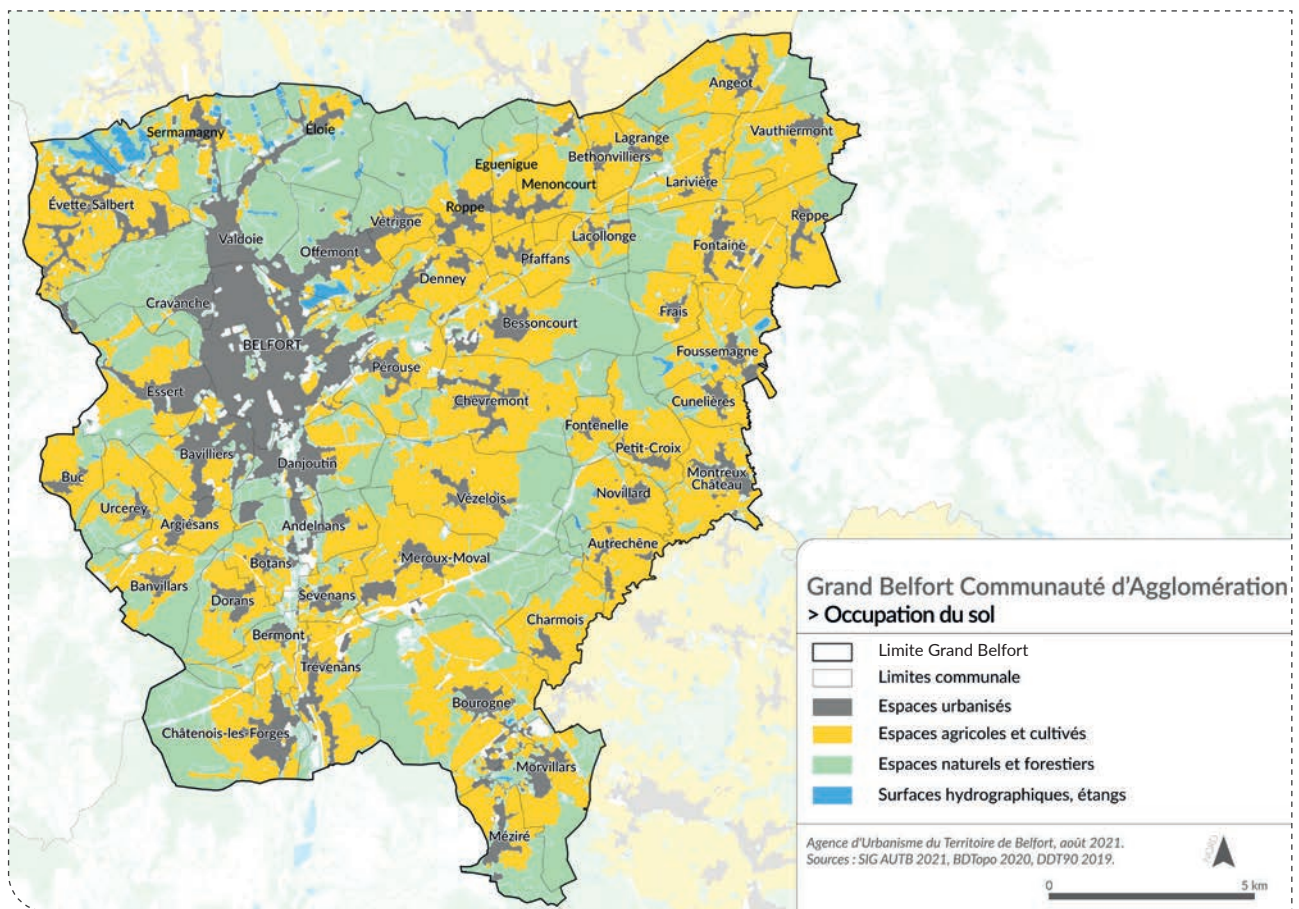 Angeot
Sermamagny
Éloie
Vauthiermont
Lagrange
Bethonvilliers
Eguenigue
Menoncourt
Larivière
Évette-Salbert
Roppe
Vétrigne
Reppe
Valdoie
Offemont
Lacollonge
Fontaine
Pfaffans
Denney
Cravanche
Frais
Bessoncourt
BELFORT
Foussemagne
Pérouse
Essert
Chèvremont
Cunelières
Fontenelle
Bavilliers
Petit-Croix
Danjoutin
Buc
Montreux
Château
Vézelois
Novillard
Urcerey
Argiésans
Andelnans
Autrechêne
Botans
Meroux-Moval
Banvillars
Dorans
Sévenans
Charmois
Bermont
Trévenans
Bourogne
Châtenois-les-Forges
Morvillars
Méziré
Grand Belfort Communauté d'Agglomération
> Occupation du sol
Limite Grand Belfort
Limites communale
Espaces urbanisés
Espaces agricoles et cultivés
Espaces naturels et forestiers
Surfaces hydrographiques, étangs
Agence d'Urbanisme du Territoire de Belfort, août 2021.
Sources : SIG AUTB 2021, BDTopo 2020, DDT90 2019.
NORD
0 5 km